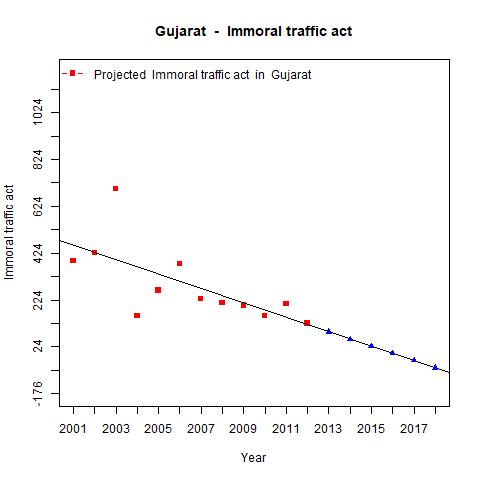 Gujarat - Immoral traffic act
Projected Immoral traffic act in Gujarat
Immoral traffic act
1024
824
624
424
224
24
-176
2001 2003 2005 2007 2009 2011 2013 2015 2017
Year